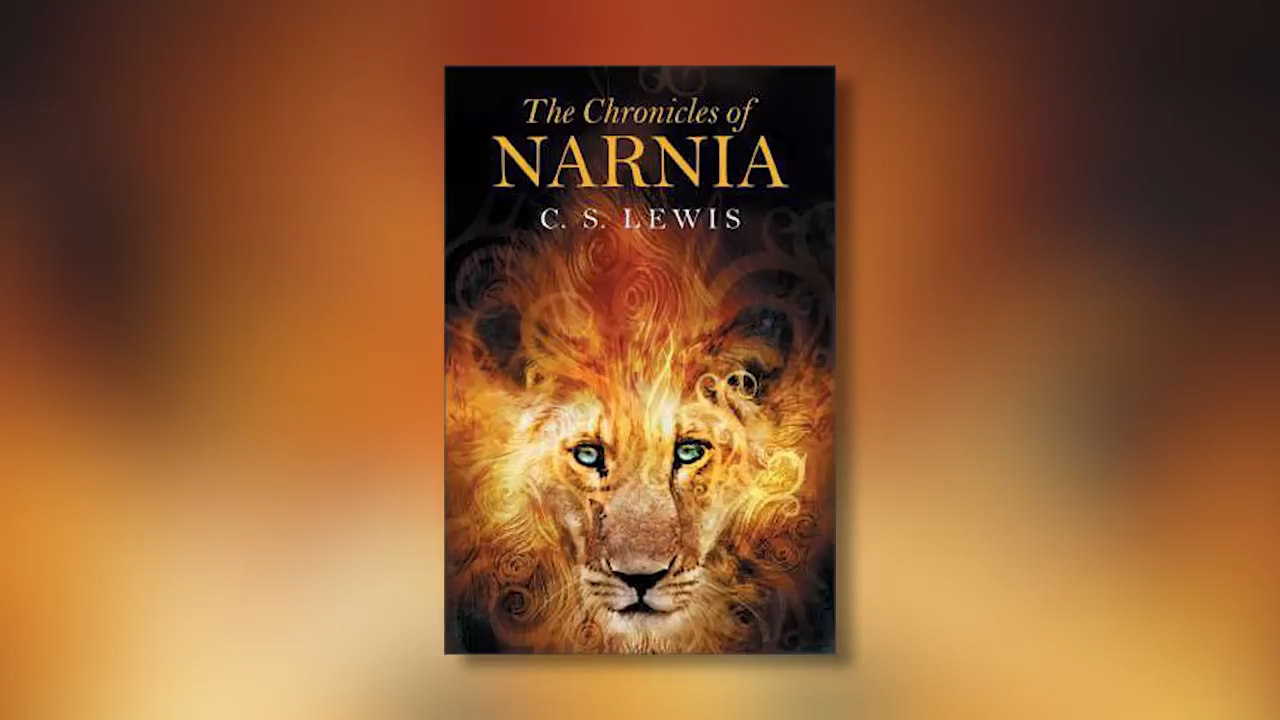 The Chronicles of
NARNIA
C. S. LEWIS